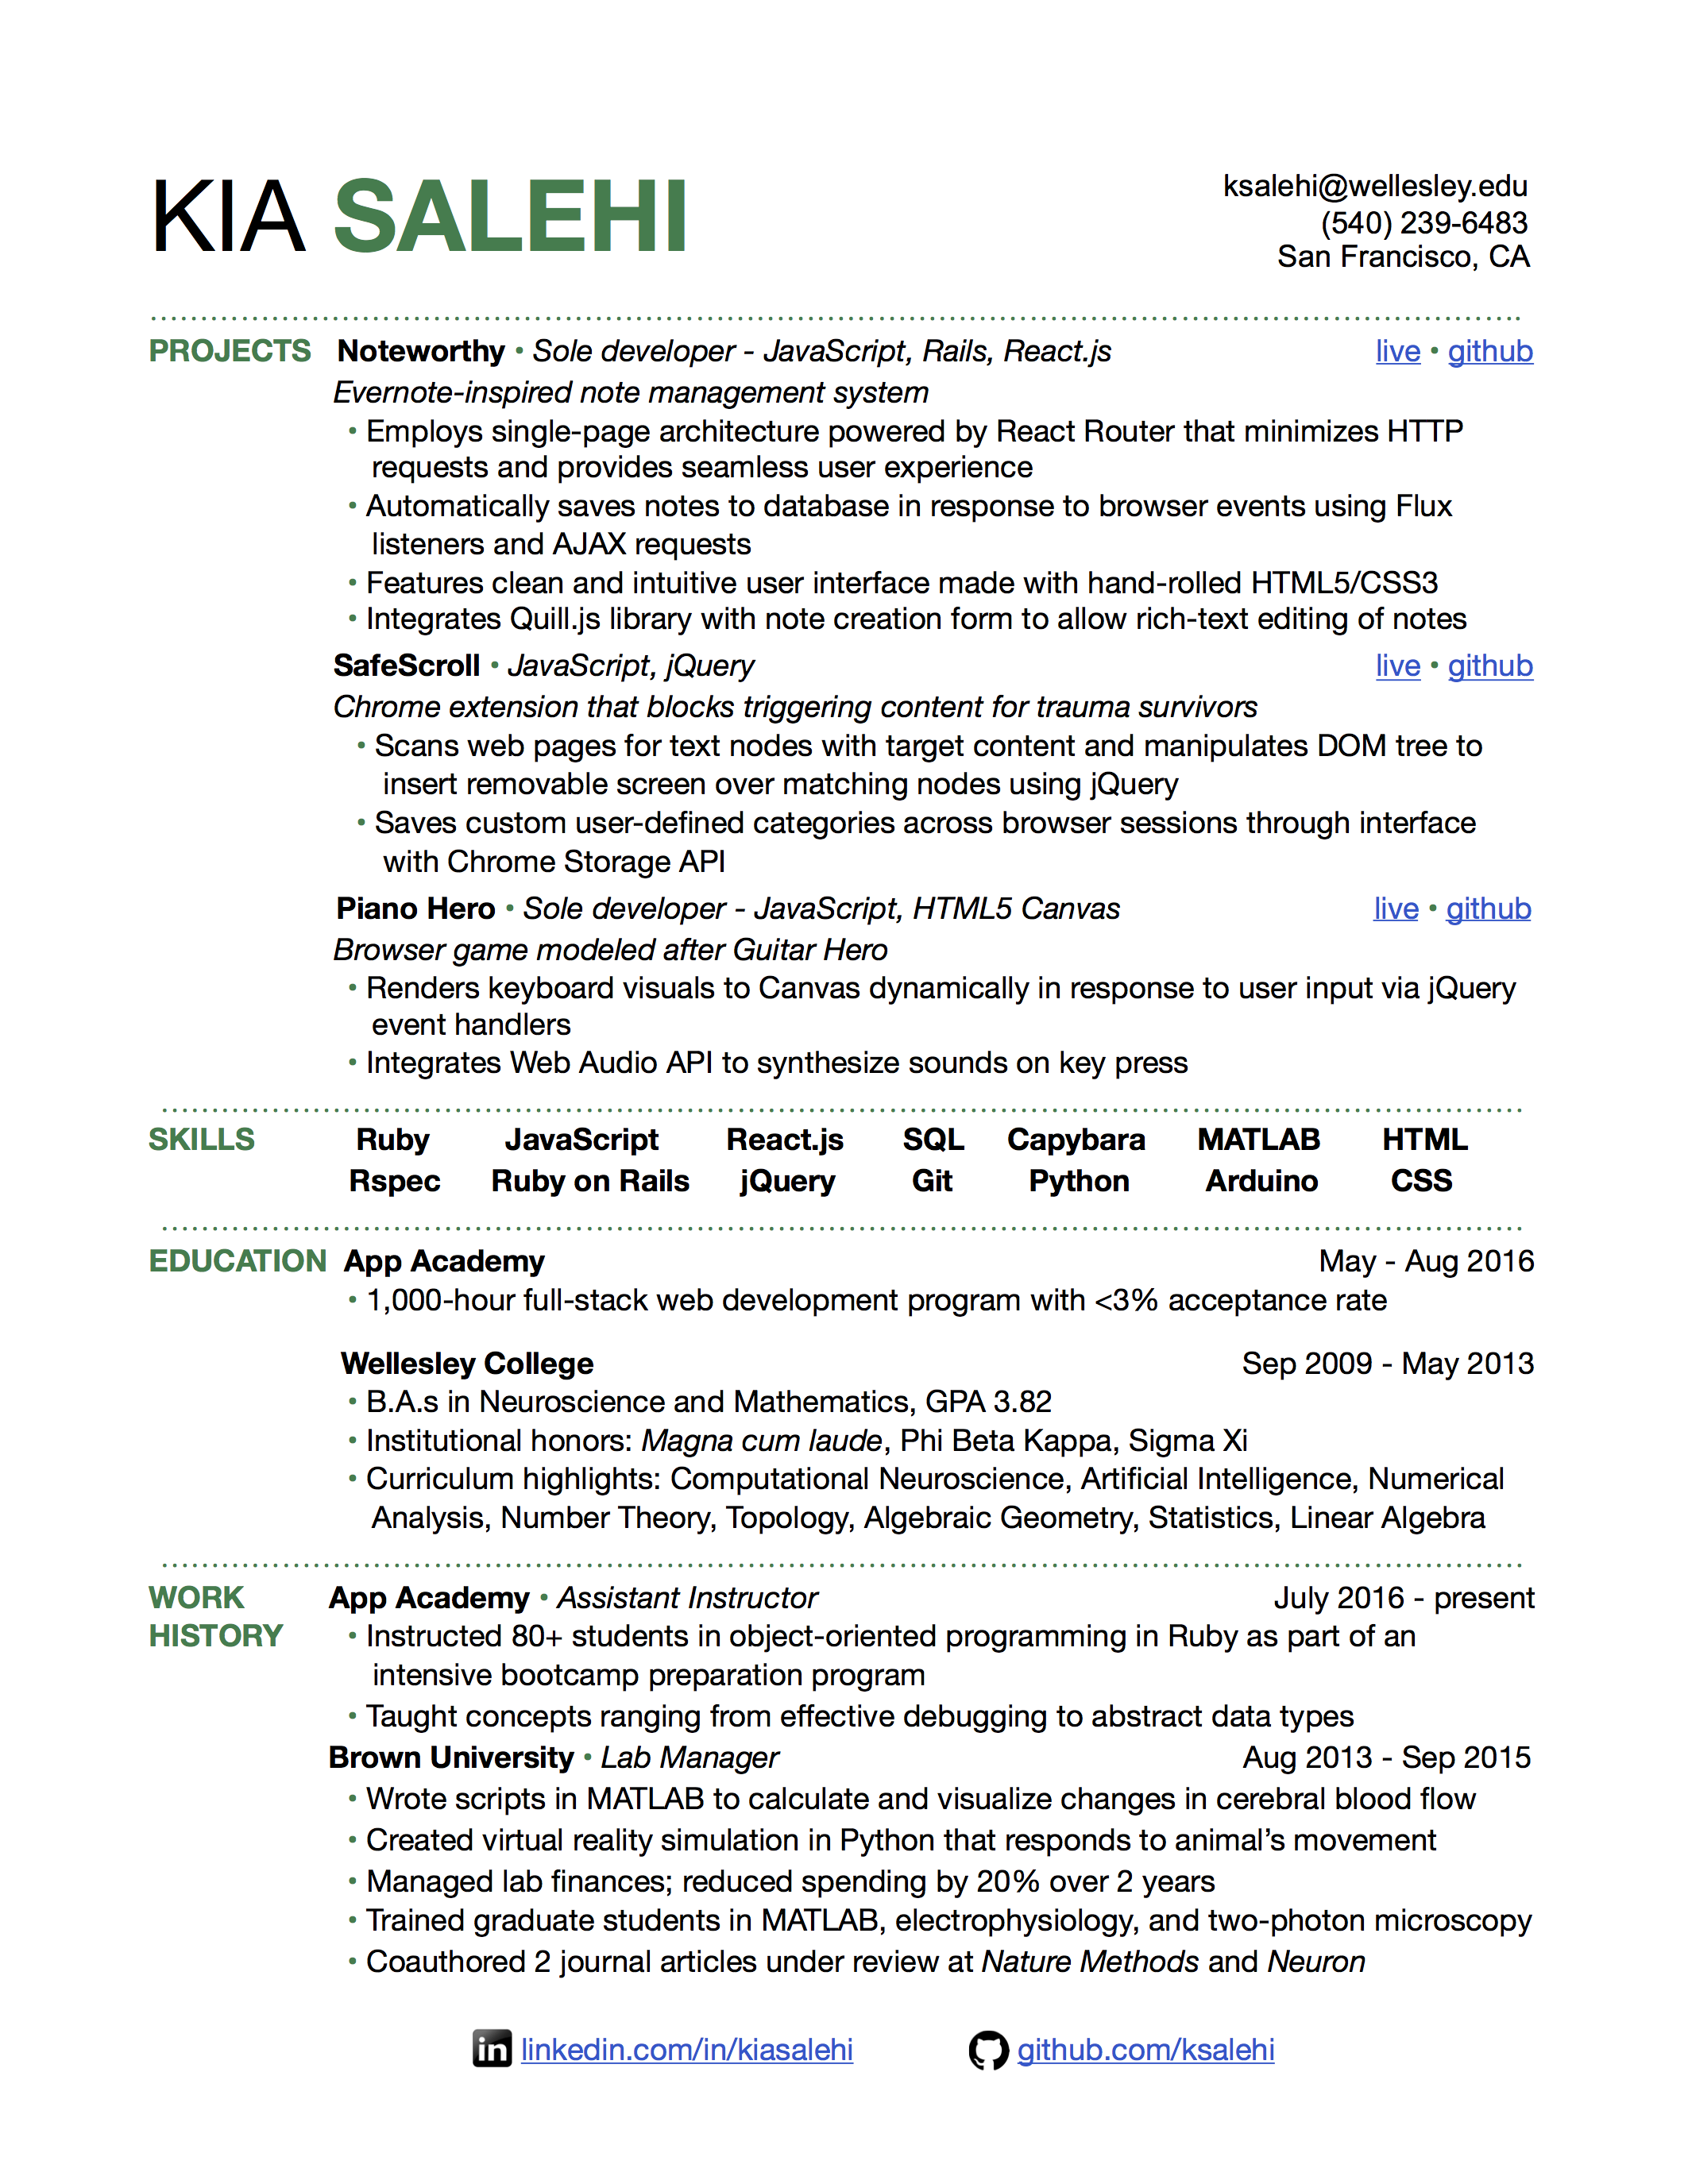 KIA SALEHI
ksalehi@wellesley.edu
(540) 239-6483
San Francisco, CA
PROJECTS Noteworthy • Sole developer - JavaScript, Rails, React.js live • github
Evernote-inspired note management system
• Employs single-page architecture powered by React Router that minimizes HTTP
requests and provides seamless user experience
• Automatically saves notes to database in response to browser events using Flux
listeners and AJAX requests
• Features clean and intuitive user interface made with hand-rolled HTML5/CSS3
• Integrates Quill.js library with note creation form to allow rich-text editing of notes
SafeScroll • JavaScript, jQuery live • github
Chrome extension that blocks triggering content for trauma survivors
• Scans web pages for text nodes with target content and manipulates DOM tree to
insert removable screen over matching nodes using jQuery
• Saves custom user-defined categories across browser sessions through interface
with Chrome Storage API
Piano Hero • Sole developer - JavaScript, HTML5 Canvas live • github
Browser game modeled after Guitar Hero
• Renders keyboard visuals to Canvas dynamically in response to user input via jQuery
event handlers
• Integrates Web Audio API to synthesize sounds on key press
SKILLS Ruby JavaScript React.js SQL Capybara MATLAB HTML
Rspec Ruby on Rails jQuery Git Python Arduino CSS
EDUCATION App Academy May - Aug 2016
• 1,000-hour full-stack web development program with <3% acceptance rate
Wellesley College Sep 2009 - May 2013
• B.A.s in Neuroscience and Mathematics, GPA 3.82
• Institutional honors: Magna cum laude, Phi Beta Kappa, Sigma Xi
• Curriculum highlights: Computational Neuroscience, Artificial Intelligence, Numerical
Analysis, Number Theory, Topology, Algebraic Geometry, Statistics, Linear Algebra
WORK App Academy • Assistant Instructor July 2016 - present
HISTORY • Instructed 80+ students in object-oriented programming in Ruby as part of an
intensive bootcamp preparation program
• Taught concepts ranging from effective debugging to abstract data types
Brown University • Lab Manager Aug 2013 - Sep 2015
• Wrote scripts in MATLAB to calculate and visualize changes in cerebral blood flow
• Created virtual reality simulation in Python that responds to animal’s movement
• Managed lab finances; reduced spending by 20% over 2 years
• Trained graduate students in MATLAB, electrophysiology, and two-photon microscopy
• Coauthored 2 journal articles under review at Nature Methods and Neuron
in linkedin.com/in/kiasalehi github.com/ksalehi